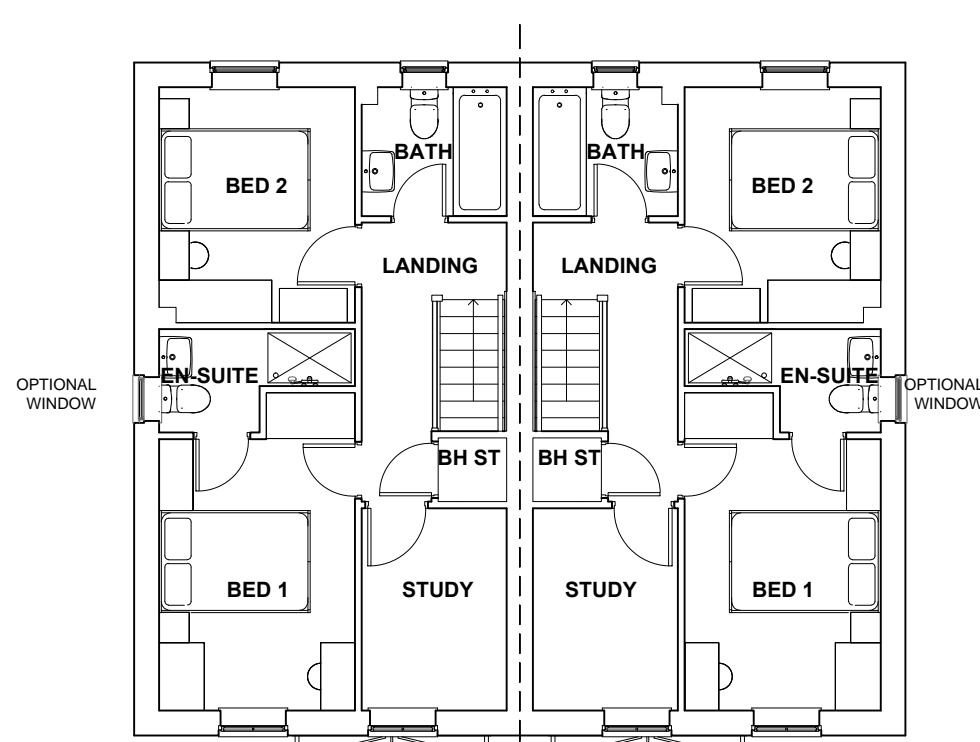 BATH
BATH
BED 2
BED 2
LANDING
LANDING
EN-SUITE
EN-SUITE
OPTIONAL
WINDOW
OPTIONAL
WINDOW
BH ST
BH ST
BED 1
STUDY
STUDY
BED 1